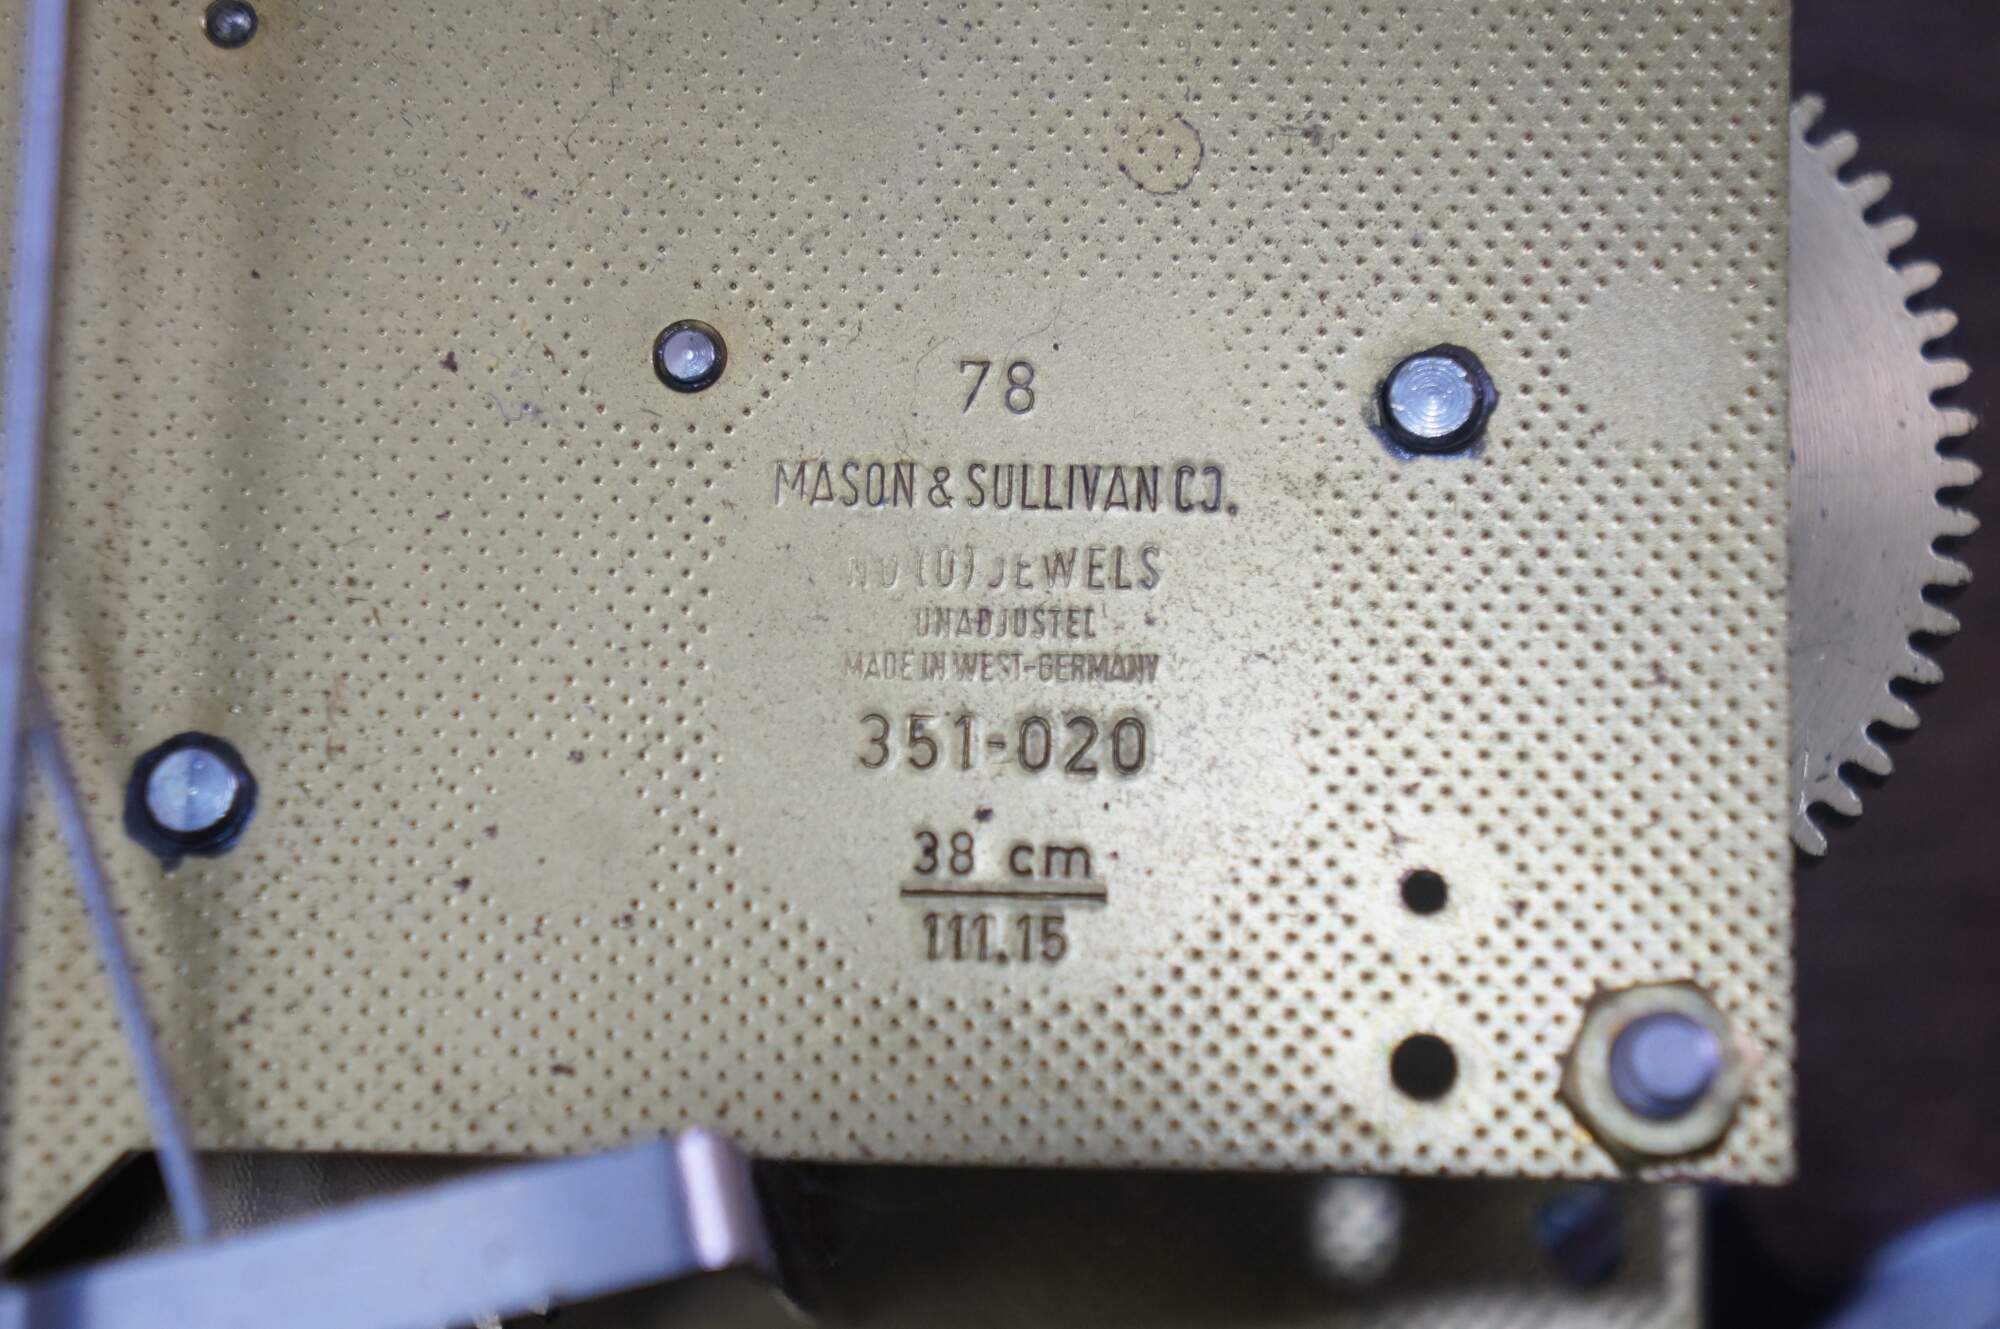 78
MASON & SULLIVAN CO.
NO (0) JEWELS
UNADJUSTED
MADE IN WEST-GERMANY
351-020
38 cm
111.15